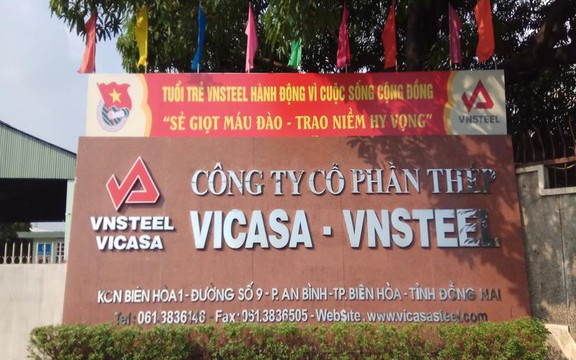 TUỔI TRẺ VNSTEEL HÀNH ĐỘNG VÌ CUỘC SỐNG CỘNG ĐỒNG
"SẺ GIỌT MÁU ĐÀO - TRAO NIỀM HY VỌNG"
VNSTEEL
VNSTEEL
VICASA
CÔNG TY CỔ PHẦN THÉP
VICASA - VNSTEEL
KCN BIÊN HÒA 1 - ĐƯỜNG SỐ 9 - P. AN BÌNH - TP. BIÊN HÒA - TỈNH ĐỒNG NAI
Tel: 061.3836148 - Fax: 061.3836505 - WebSite: www.vicasasteel.com